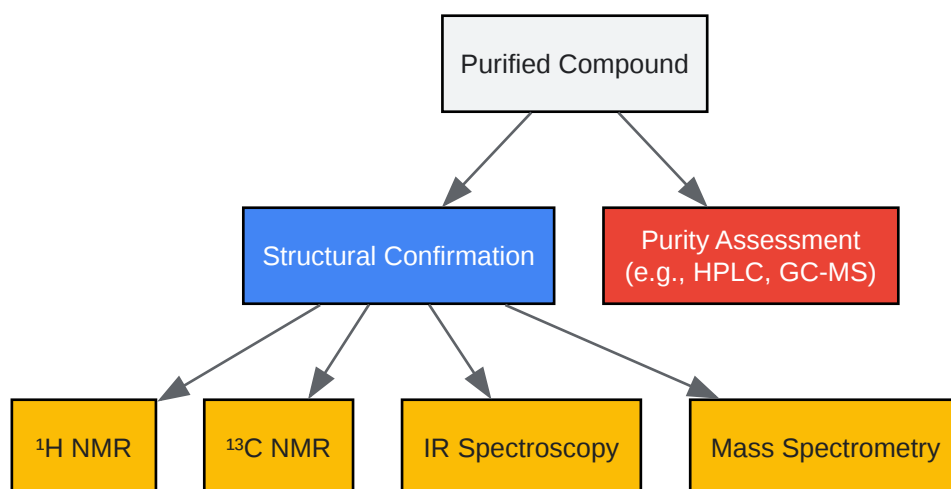 Purified Compound
Structural Confirmation
Purity Assessment
(e.g., HPLC, GC-MS)
¹H NMR
¹³C NMR
IR Spectroscopy
Mass Spectrometry